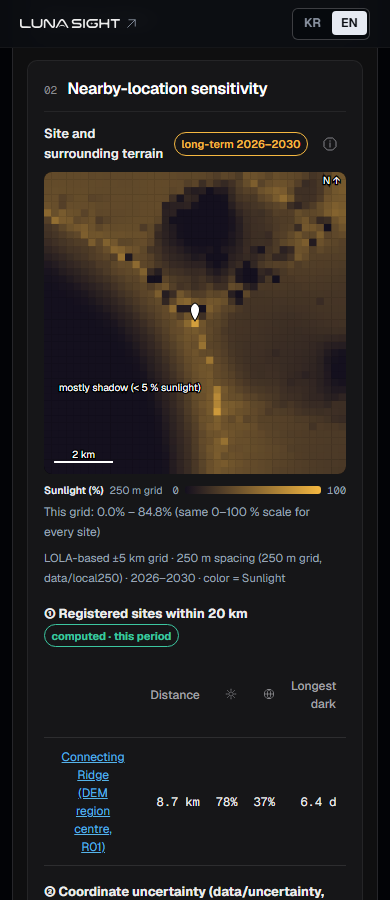 LUNA SIGHT ↗
KR EN
02 Nearby-location sensitivity
Site and
surrounding terrain
long-term 2026–2030 ⓘ
N ↑
mostly shadow (< 5 % sunlight)
2 km
Sunlight (%) 250 m grid 0 100
This grid: 0.0% – 84.8% (same 0–100 % scale for
every site)
LOLA-based ±5 km grid · 250 m spacing (250 m grid,
data/local250) · 2026–2030 · color = Sunlight
① Registered sites within 20 km
computed · this period
Distance Longest
dark
Connecting
Ridge
(DEM
region
centre,
R01)
8.7 km 78% 37% 6.4 d
② Coordinate uncertainty (data/uncertainty,